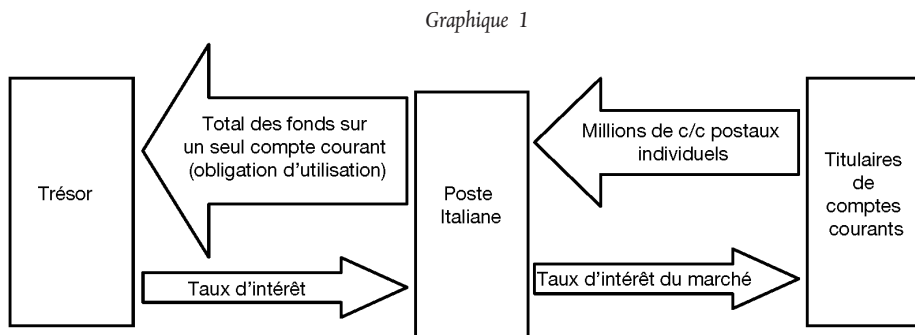 Graphique 1
Total des fonds sur
un seul compte courant
(obligation d'utilisation)
Millions de c/c postaux
individuels
Trésor
Poste
Italiane
Titulaires
de
comptes
courants
Taux d'intérêt
Taux d'intérêt du marché